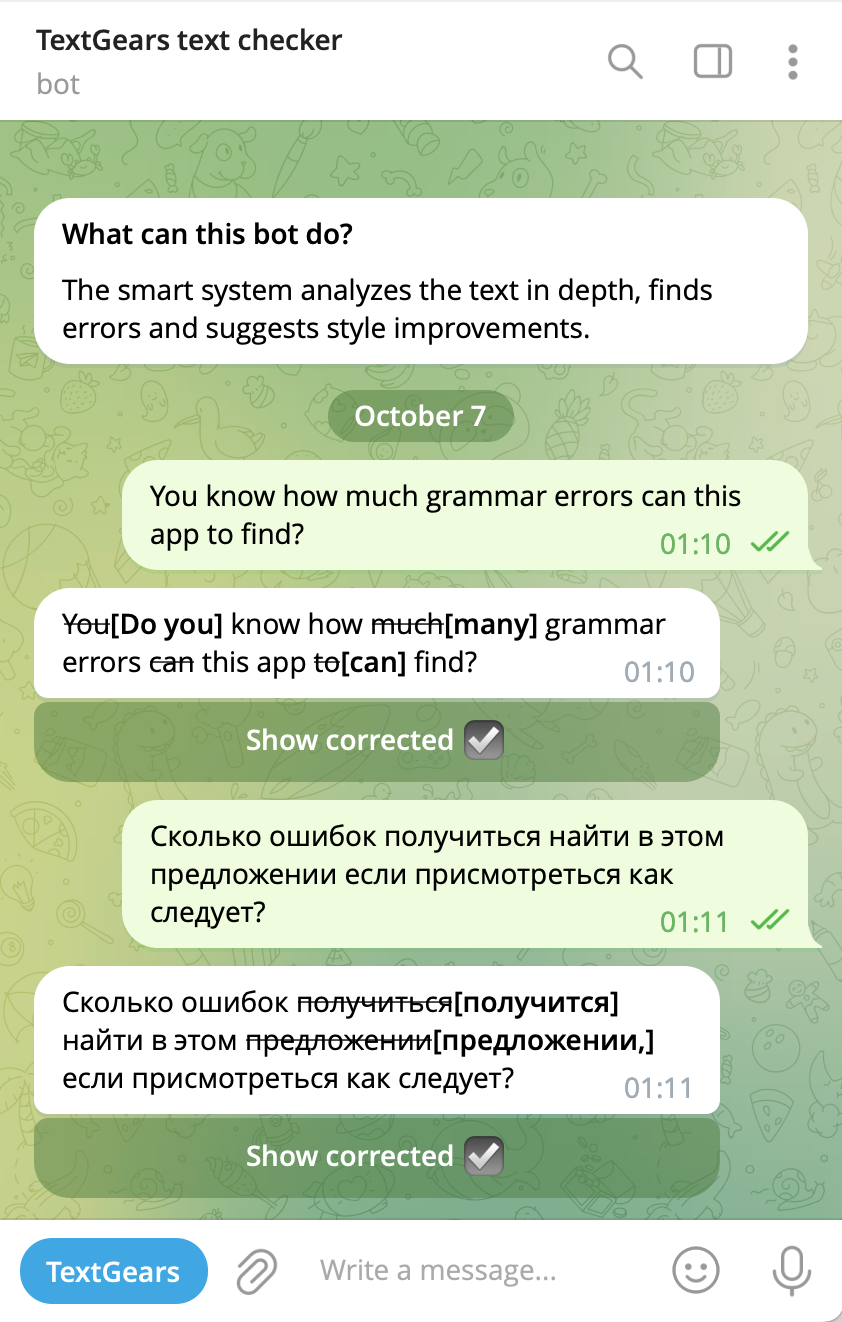 TextGears text checker
bot
What can this bot do?
The smart system analyzes the text in depth, finds
errors and suggests style improvements.
October 7
You know how much grammar errors can this
app to find?
01:10
You[Do you] know how much[many] grammar
errors can this app to[can] find?
01:10
Show corrected
Сколько ошибок получиться найти в этом
предложении если присмотреться как
следует?
01:11
Сколько ошибок получиться[получится]
найти в этом предложении[предложении,]
если присмотреться как следует?
01:11
Show corrected
TextGears
Write a message...